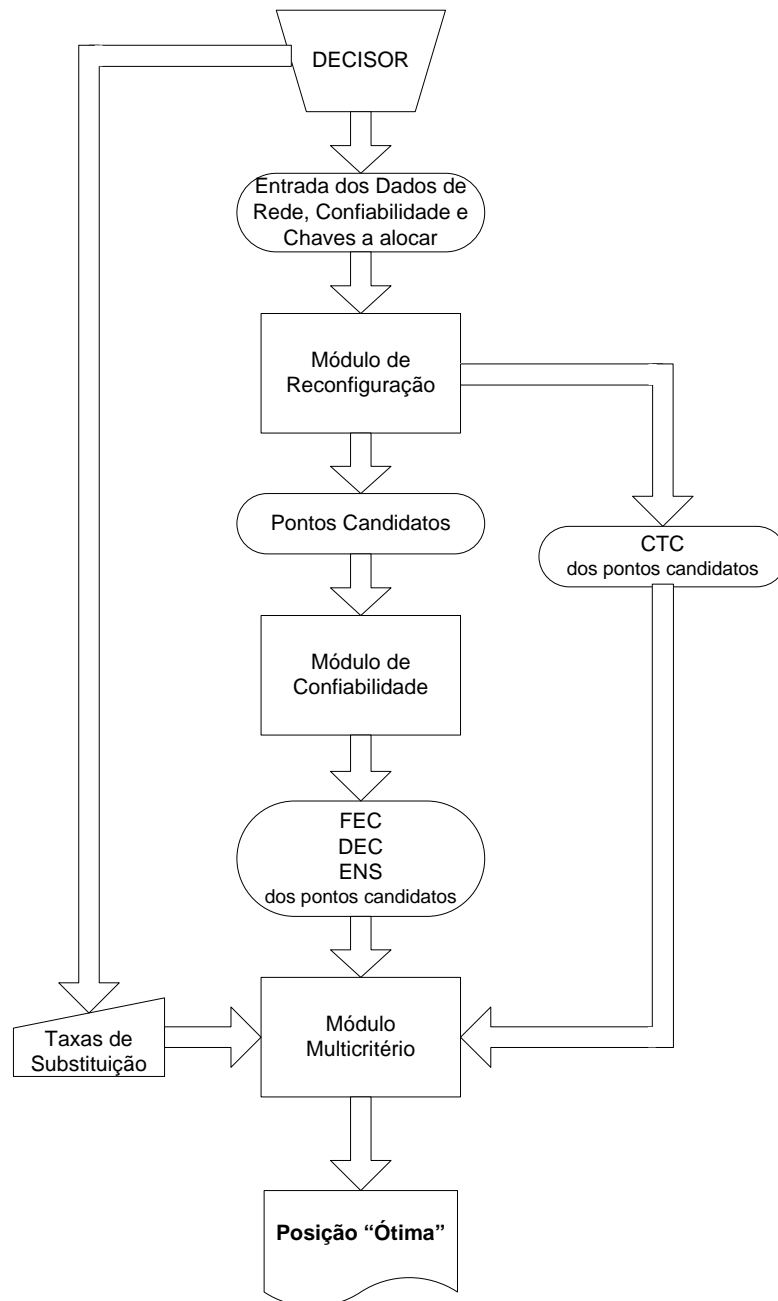 DECISOR
Entrada dos Dados de
Rede, Confiabilidade e
Chaves a alocar
Módulo de
Reconfiguração
Pontos Candidatos
CTC
dos pontos candidatos
Módulo de
Confiabilidade
FEC
DEC
ENS
dos pontos candidatos
Taxas de
Substituição
Módulo
Multicritério
Posição “Ótima”